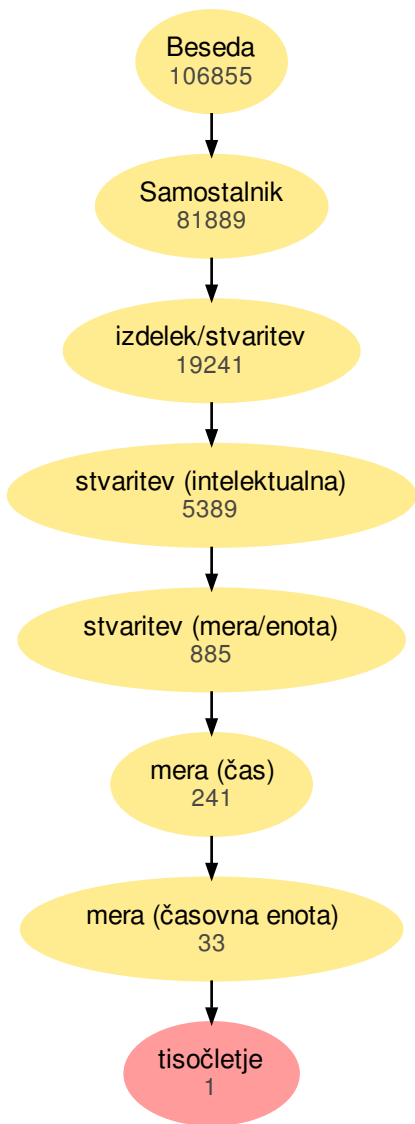 Beseda
106855
Samostalnik
81889
izdelek/stvaritev
19241
stvaritev (intelektualna)
5389
stvaritev (mera/enota)
885
mera (čas)
241
mera (časovna enota)
33
tisočletje
1